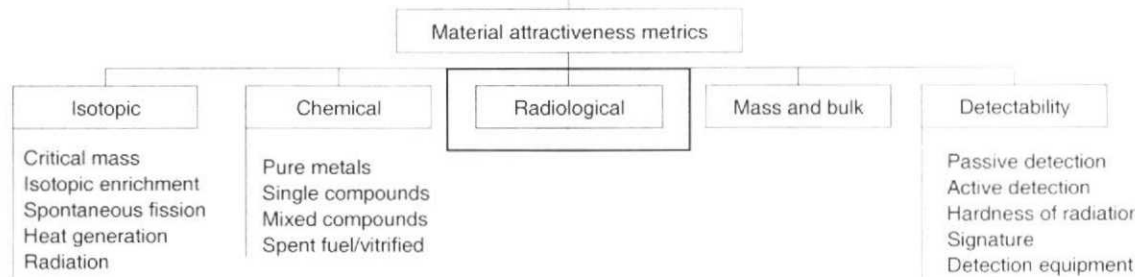 Material attractiveness metrics
Isotopic
Chemical
Radiological
Mass and bulk
Detectability
Critical mass
Isotopic enrichment
Spontaneous fission
Heat generation
Radiation
Pure metals
Single compounds
Mixed compounds
Spent fuel/vitrified
Passive detection
Active detection
Hardness of radiation
Signature
Detection equipment